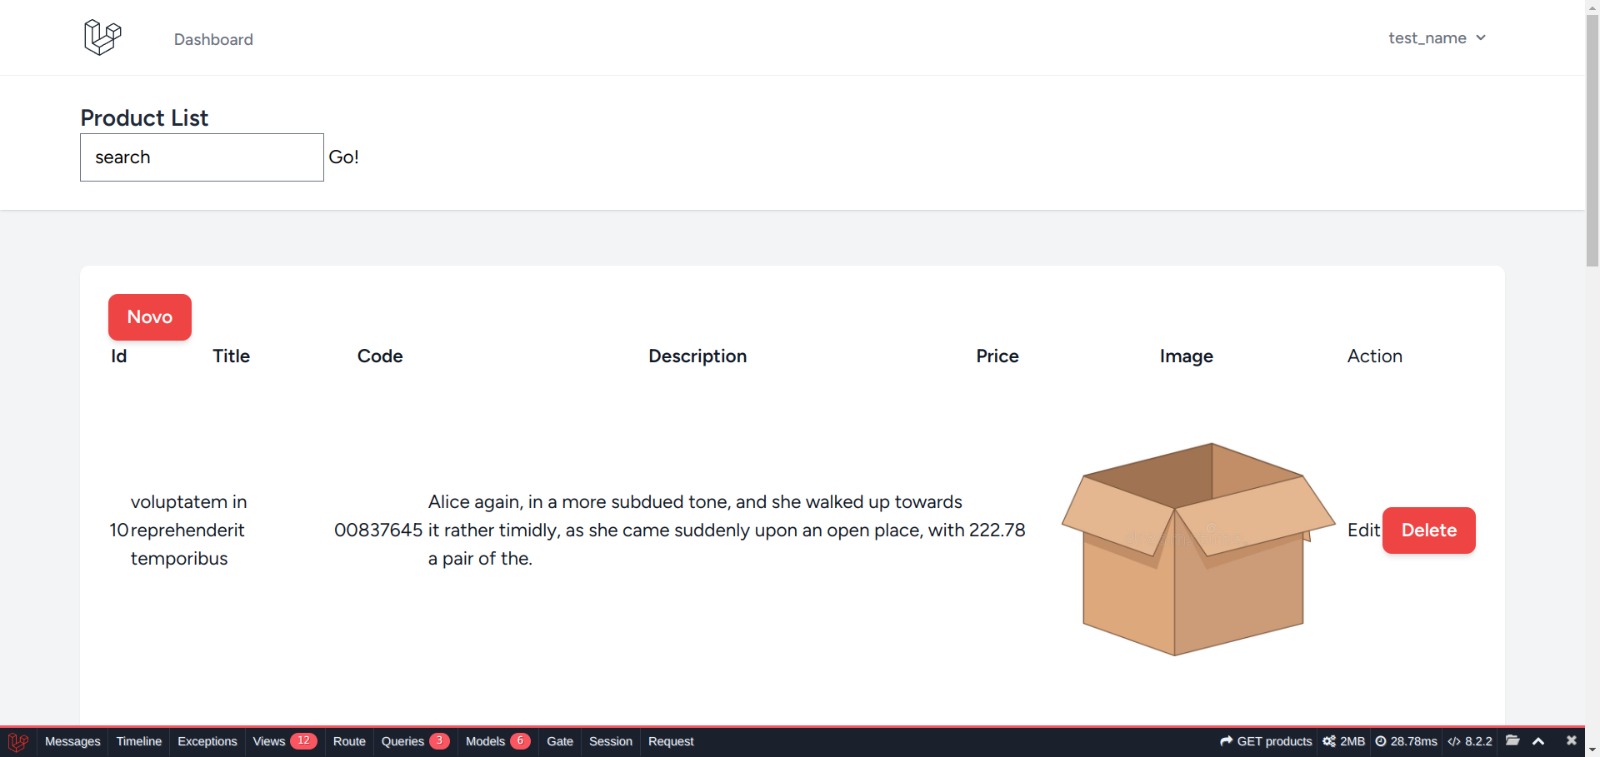 Dashboard
test_name
Product List
search
Go!
Novo
Id Title Code Description Price Image Action
10 voluptatem in reprehenderit temporibus
00837645
Alice again, in a more subdued tone, and she walked up towards
it rather timidly, as she came suddenly upon an open place, with
a pair of the.
222.78
Edit
Delete
Messages Timeline Exceptions Views 12 Route Queries 3 Models 6 Gate Session Request
GET products 2MB 28.78ms 8.2.2